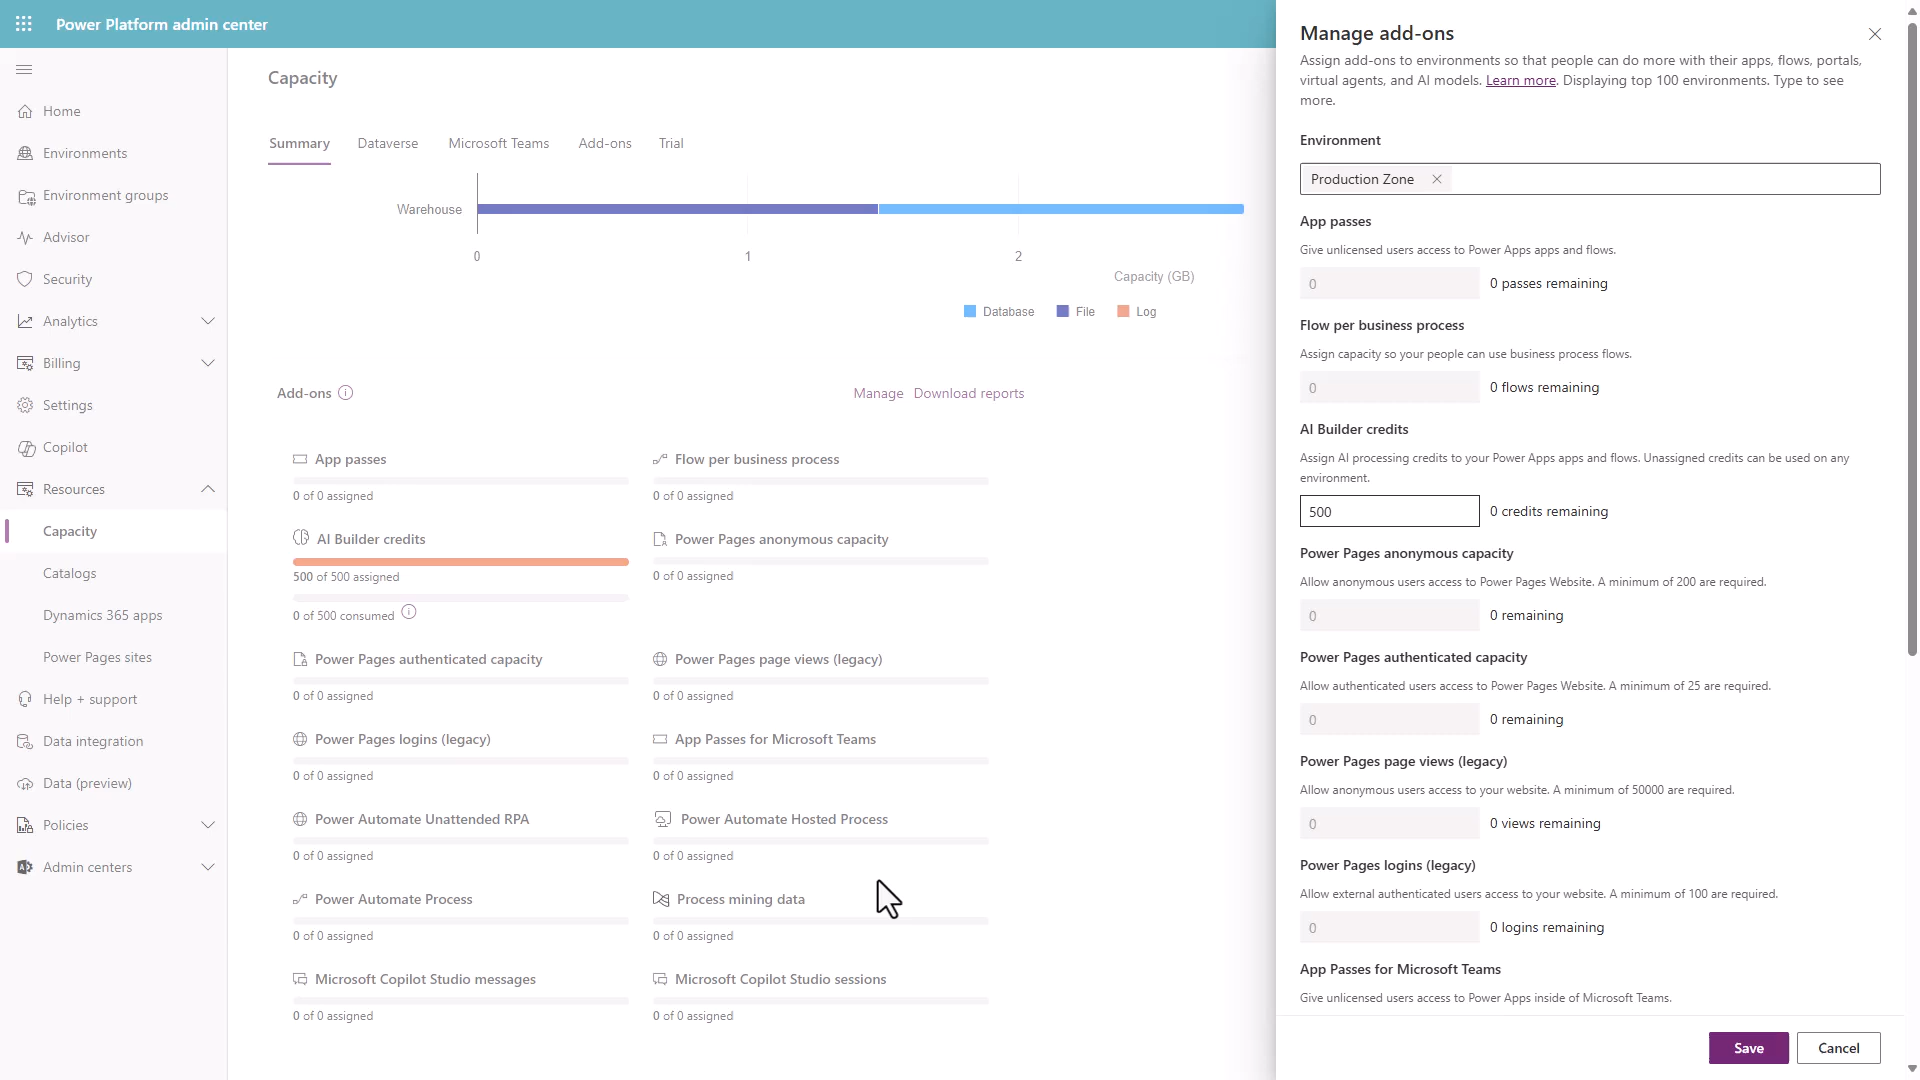 Power Platform admin center
Home
Environments
Environment groups
Advisor
Security
Analytics
Billing
Settings
Copilot
Resources
Capacity
Catalogs
Dynamics 365 apps
Power Pages sites
Help + support
Data integration
Data (preview)
Policies
Admin centers
Capacity
Summary
Dataverse
Microsoft Teams
Add-ons
Trial
Warehouse
0
1
2
Capacity (GB)
Database
File
Log
Add-ons
Manage
Download reports
App passes
0 of 0 assigned
Flow per business process
0 of 0 assigned
AI Builder credits
500 of 500 assigned
0 of 500 consumed
Power Pages anonymous capacity
0 of 0 assigned
Power Pages authenticated capacity
0 of 0 assigned
Power Pages page views (legacy)
0 of 0 assigned
Power Pages logins (legacy)
0 of 0 assigned
App Passes for Microsoft Teams
0 of 0 assigned
Power Automate Unattended RPA
0 of 0 assigned
Power Automate Hosted Process
0 of 0 assigned
Power Automate Process
0 of 0 assigned
Process mining data
0 of 0 assigned
Microsoft Copilot Studio messages
0 of 0 assigned
Microsoft Copilot Studio sessions
0 of 0 assigned
Manage add-ons
Assign add-ons to environments so that people can do more with their apps, flows, portals,
virtual agents, and AI models. Learn more. Displaying top 100 environments. Type to see
more.
Environment
Production Zone
App passes
Give unlicensed users access to Power Apps apps and flows.
0
0 passes remaining
Flow per business process
Assign capacity so your people can use business process flows.
0
0 flows remaining
AI Builder credits
Assign AI processing credits to your Power Apps apps and flows. Unassigned credits can be used on any
environment.
500
0 credits remaining
Power Pages anonymous capacity
Allow anonymous users access to Power Pages Website. A minimum of 200 are required.
0
0 remaining
Power Pages authenticated capacity
Allow authenticated users access to Power Pages Website. A minimum of 25 are required.
0
0 remaining
Power Pages page views (legacy)
Allow anonymous users access to your website. A minimum of 50000 are required.
0
0 views remaining
Power Pages logins (legacy)
Allow external authenticated users access to your website. A minimum of 100 are required.
0
0 logins remaining
App Passes for Microsoft Teams
Give unlicensed users access to Power Apps inside of Microsoft Teams.
Save
Cancel